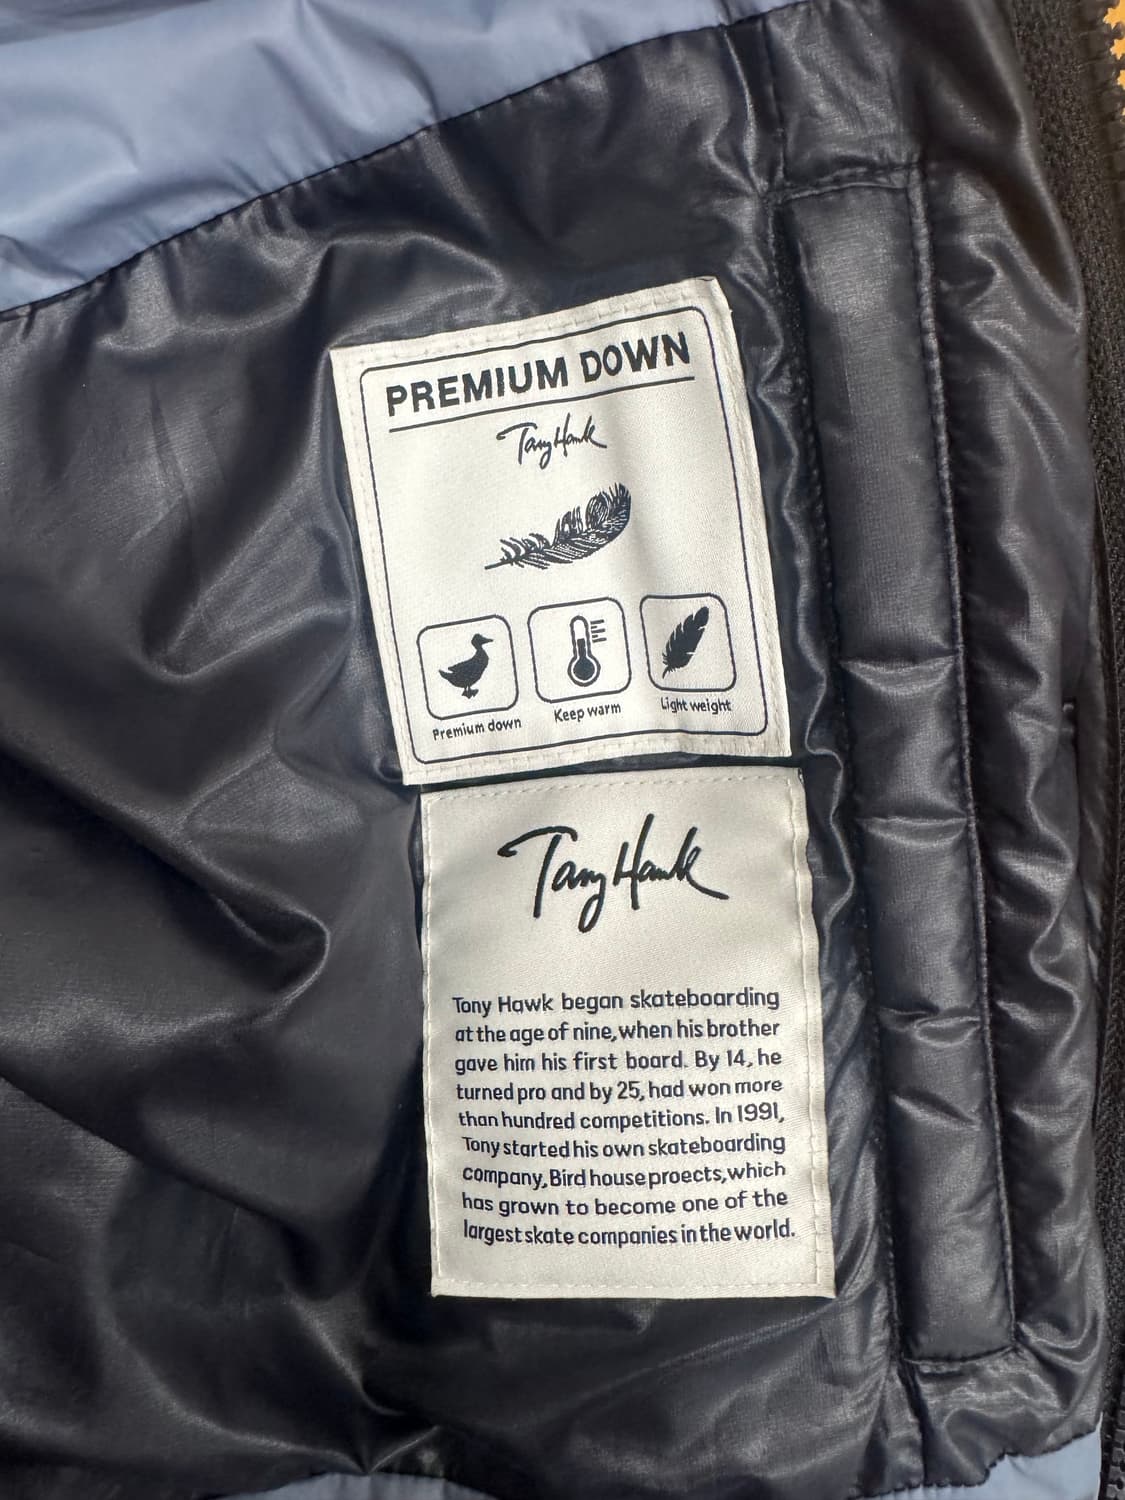 PREMIUM DOWN
Tony Hawk
Premium down
Keep warm
Light weight
Tony Hawk
Tony Hawk began skateboarding
at the age of nine, when his brother
gave him his first board. By 14, he
turned pro and by 25, had won more
than hundred competitions. In 1991,
Tony started his own skateboarding
company, Bird house proects, which
has grown to become one of the
largest skate companies in the world.